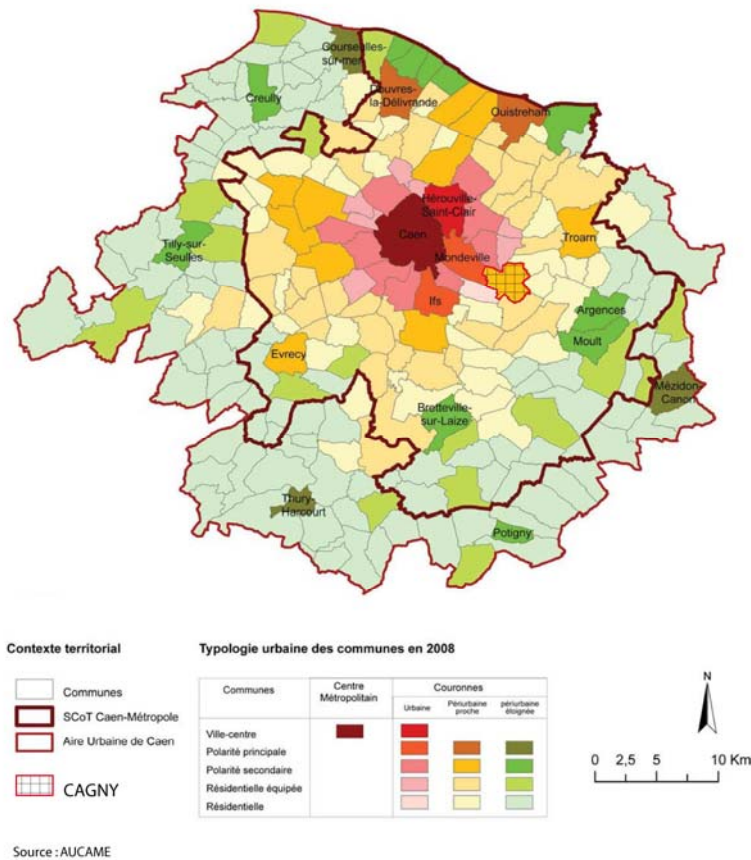 Courseulles-
sur-mer
Creully
Douvres-
la-Délivrande
Ouistreham
Hérouville-
Saint-Clair
Caen
Troarn
Tilly-sur-
Seulles
Mondeville
Ifs
Argences
Moult
Evrecy
Mézidon-
Canon
Bretteville-
sur-Laize
Thury-
Harcourt
Potigny
Contexte territorial
Communes
SCoT Caen-Métropole
Aire Urbaine de Caen
CAGNY
Typologie urbaine des communes en 2008
Communes
Centre
Métropolitain
Couronnes
Urbaine
Périurbaine
proche
périurbaine
éloignée
Ville-centre
Polarité principale
Polarité secondaire
Résidentielle équipée
Résidentielle
N
0 2,5 5 10 Km
Source : AUCAME